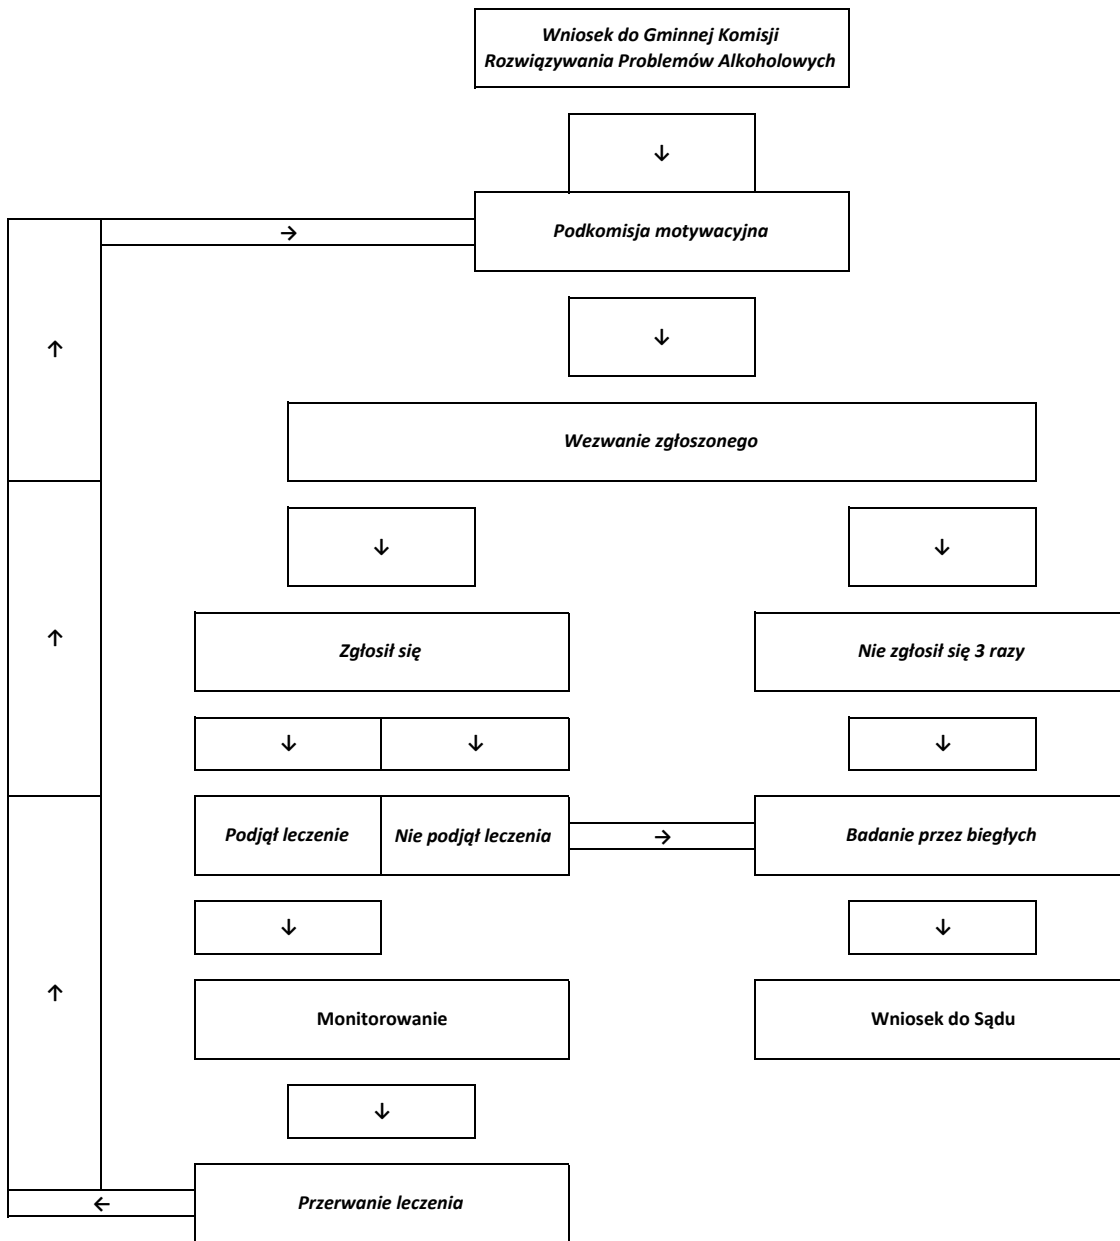 Wniosek do Gminnej Komisji
Rozwiązywania Problemów Alkoholowych
↓
→
Podkomisja motywacyjna
↑
↓
Wezwanie zgłoszonego
↓
↓
↑
Zgłosił się
Nie zgłosił się 3 razy
↓
↓
↓
Podjął leczenie
Nie podjął leczenia
→
Badanie przez biegłych
↓
↓
↑
Monitorowanie
Wniosek do Sądu
↓
←
Przerwanie leczenia